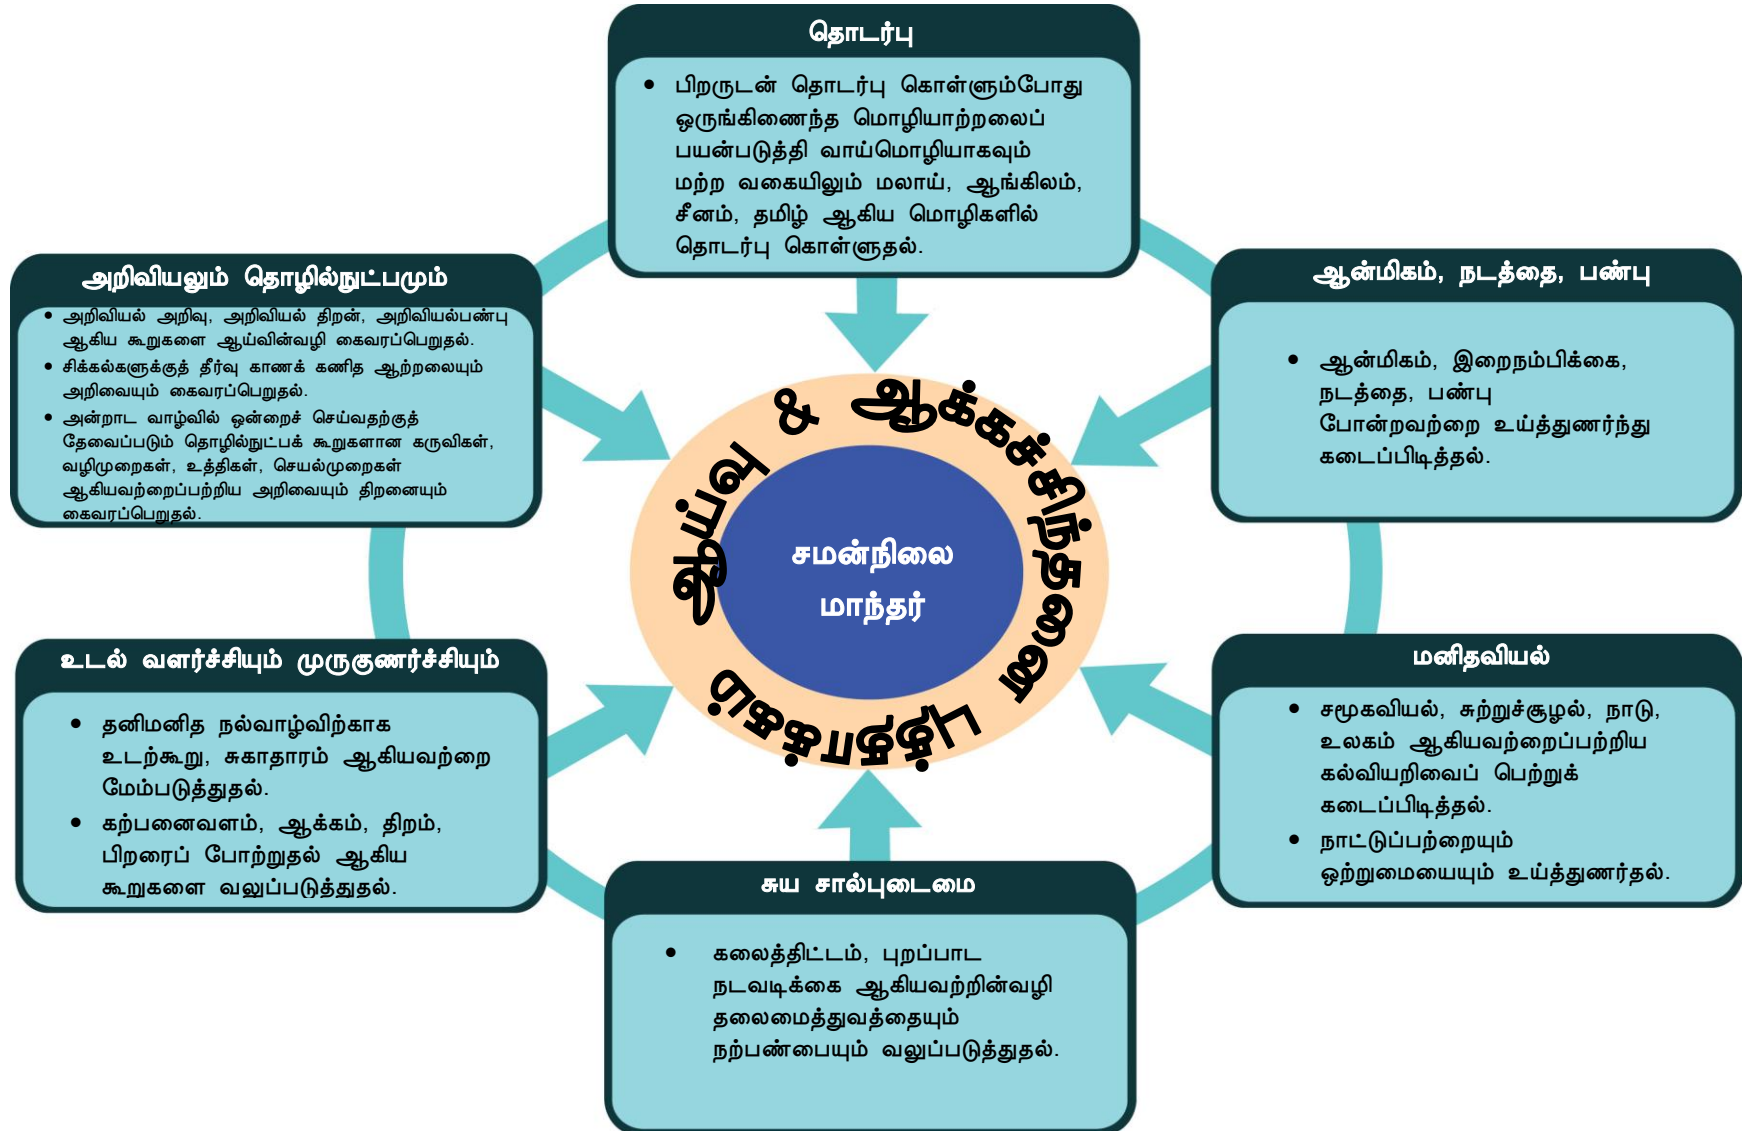 தொடர்பு
• பிறருடன் தொடர்பு கொள்ளும்போது
ஒருங்கிணைந்த மொழியாற்றலைப்
பயன்படுத்தி வாய்மொழியாகவும்
மற்ற வகையிலும் மலாய், ஆங்கிலம்,
சீனம், தமிழ் ஆகிய மொழிகளில்
தொடர்பு கொள்ளுதல்.
அறிவியலும் தொழில்நுட்பமும்
• அறிவியல் அறிவு, அறிவியல் திறன், அறிவியல்பண்பு
ஆகிய கூறுகளை ஆய்வின்வழி கைவரப்பெறுதல்.
• சிக்கல்களுக்குத் தீர்வு காணக் கணித ஆற்றலையும்
அறிவையும் கைவரப்பெறுதல்.
• அன்றாட வாழ்வில் ஒன்றைச் செய்வதற்குத்
தேவைப்படும் தொழில்நுட்பக் கூறுகளான கருவிகள்,
வழிமுறைகள், உத்திகள், செயல்முறைகள்
ஆகியவற்றைப்பற்றிய அறிவையும் திறனையும்
கைவரப்பெறுதல்.
ஆன்மிகம், நடத்தை, பண்பு
• ஆன்மிகம், இறைநம்பிக்கை,
நடத்தை, பண்பு
போன்றவற்றை உய்த்துணர்ந்து
கடைப்பிடித்தல்.
ஆய்வு & ஆக்கச்சிந்தனை
புத்தாக்கம்
சமன்நிலை
மாந்தர்
உடல் வளர்ச்சியும் முருகுணர்ச்சியும்
• தனிமனித நல்வாழ்விற்காக
உடற்கூறு, சுகாதாரம் ஆகியவற்றை
மேம்படுத்துதல்.
• கற்பனைவளம், ஆக்கம், திறம்,
பிறரைப் போற்றுதல் ஆகிய
கூறுகளை வலுப்படுத்துதல்.
மனிதவியல்
• சமூகவியல், சுற்றுச்சூழல், நாடு,
உலகம் ஆகியவற்றைப்பற்றிய
கல்வியறிவைப் பெற்றுக்
கடைப்பிடித்தல்.
• நாட்டுப்பற்றையும்
ஒற்றுமையையும் உய்த்துணர்தல்.
சுய சால்புடைமை
• கலைத்திட்டம், புறப்பாட
நடவடிக்கை ஆகியவற்றின்வழி
தலைமைத்துவத்தையும்
நற்பண்பையும் வலுப்படுத்துதல்.